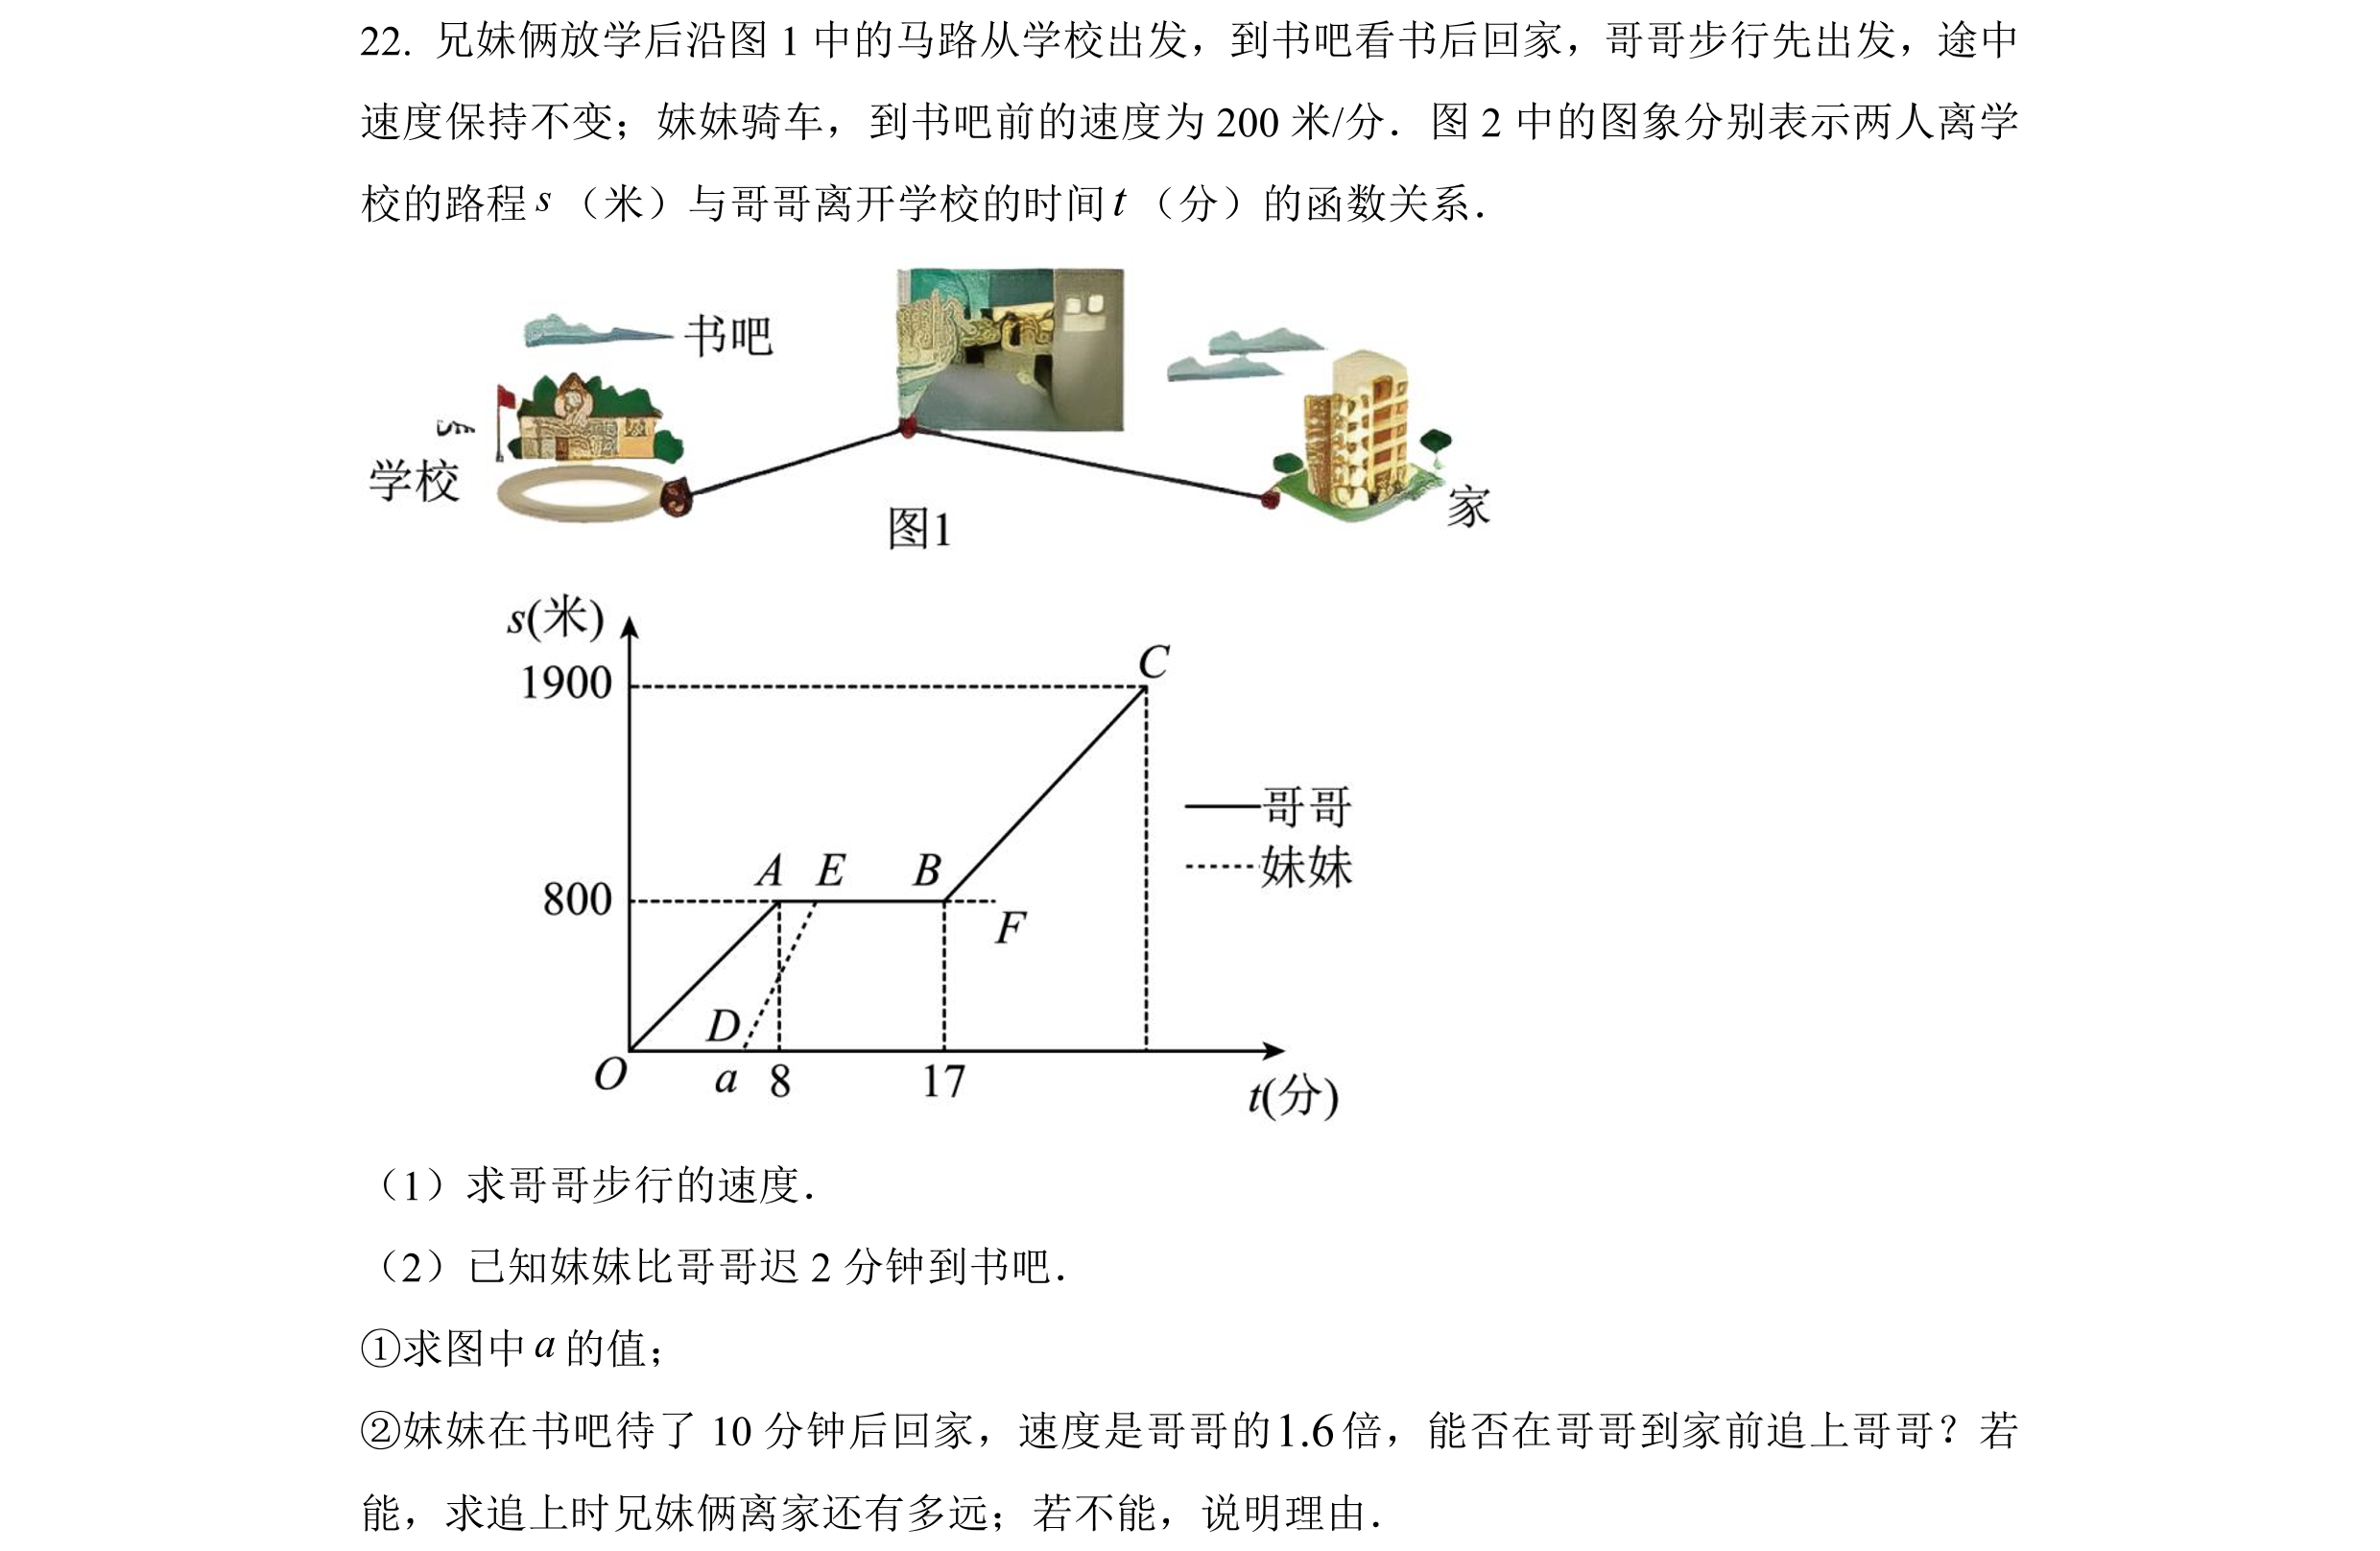 22. 兄妹俩放学后沿图 1 中的马路从学校出发，到书吧看书后回家，哥哥步行先出发，途中
速度保持不变；妹妹骑车，到书吧前的速度为 200 米/分．图 2 中的图象分别表示两人离学
校的路程 s （米）与哥哥离开学校的时间 t （分）的函数关系．
书吧
学校
家
图1
s(米)
1900
C
哥哥
妹妹
A E B
800
F
D
O a 8 17
t(分)
（1）求哥哥步行的速度．
（2）已知妹妹比哥哥迟 2 分钟到书吧．
①求图中 a 的值；
②妹妹在书吧待了 10 分钟后回家，速度是哥哥的1.6倍，能否在哥哥到家前追上哥哥？若
能，求追上时兄妹俩离家还有多远；若不能，说明理由．